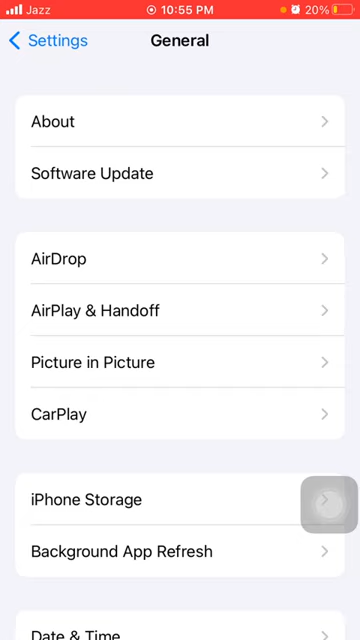 Jazz 10:55 PM 20%
Settings General
About
Software Update
AirDrop
AirPlay & Handoff
Picture in Picture
CarPlay
iPhone Storage
Background App Refresh
Date & Time